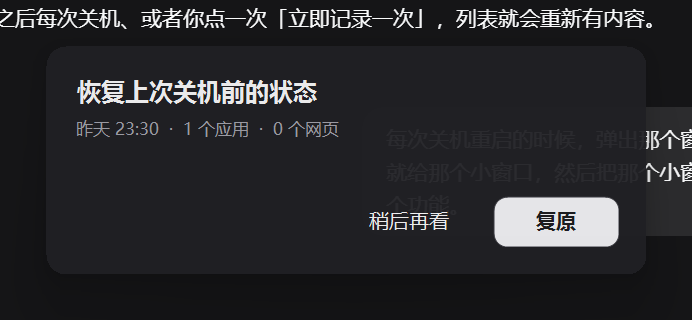 之后每次关机、或者你点一次「立即记录一次」，列表就会重新有内容。
恢复上次关机前的状态
昨天 23:30 · 1 个应用 · 0 个网页
每次关机重启的时候，弹出那个窗
就给那个小窗口，然后把那个小窗
个功能。
稍后再看
复原